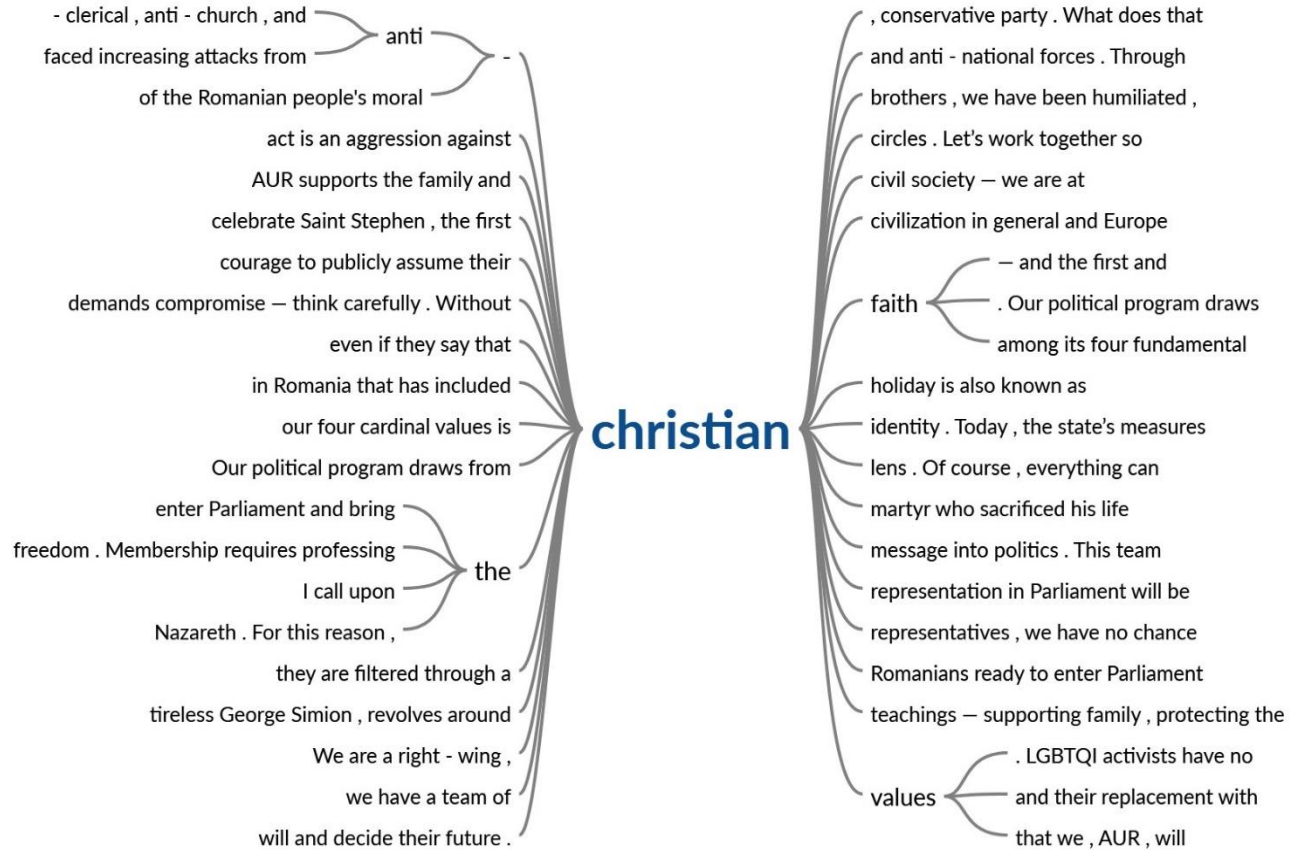 - clerical , anti - church , and
faced increasing attacks from
anti
-
of the Romanian people's moral
act is an aggression against
AUR supports the family and
celebrate Saint Stephen , the first
courage to publicly assume their
demands compromise — think carefully . Without
even if they say that
in Romania that has included
our four cardinal values is
Our political program draws from
enter Parliament and bring
freedom . Membership requires professing
I call upon
Nazareth . For this reason ,
the
they are filtered through a
tireless George Simion , revolves around
We are a right - wing ,
we have a team of
will and decide their future .
christian
, conservative party . What does that
and anti - national forces . Through
brothers , we have been humiliated ,
circles . Let’s work together so
civil society — we are at
civilization in general and Europe
faith
— and the first and
. Our political program draws
among its four fundamental
holiday is also known as
identity . Today , the state’s measures
lens . Of course , everything can
martyr who sacrificed his life
message into politics . This team
representation in Parliament will be
representatives , we have no chance
Romanians ready to enter Parliament
teachings — supporting family , protecting the
values
. LGBTQI activists have no
and their replacement with
that we , AUR , will